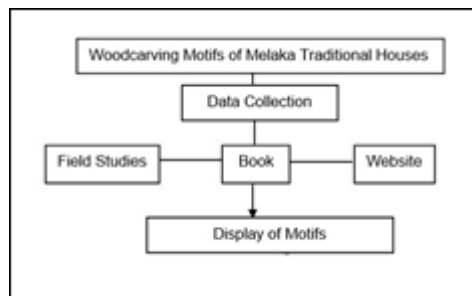 Woodcarving Motifs of Melaka Traditional Houses
Data Collection
Field Studies
Book
Website
Display of Motifs